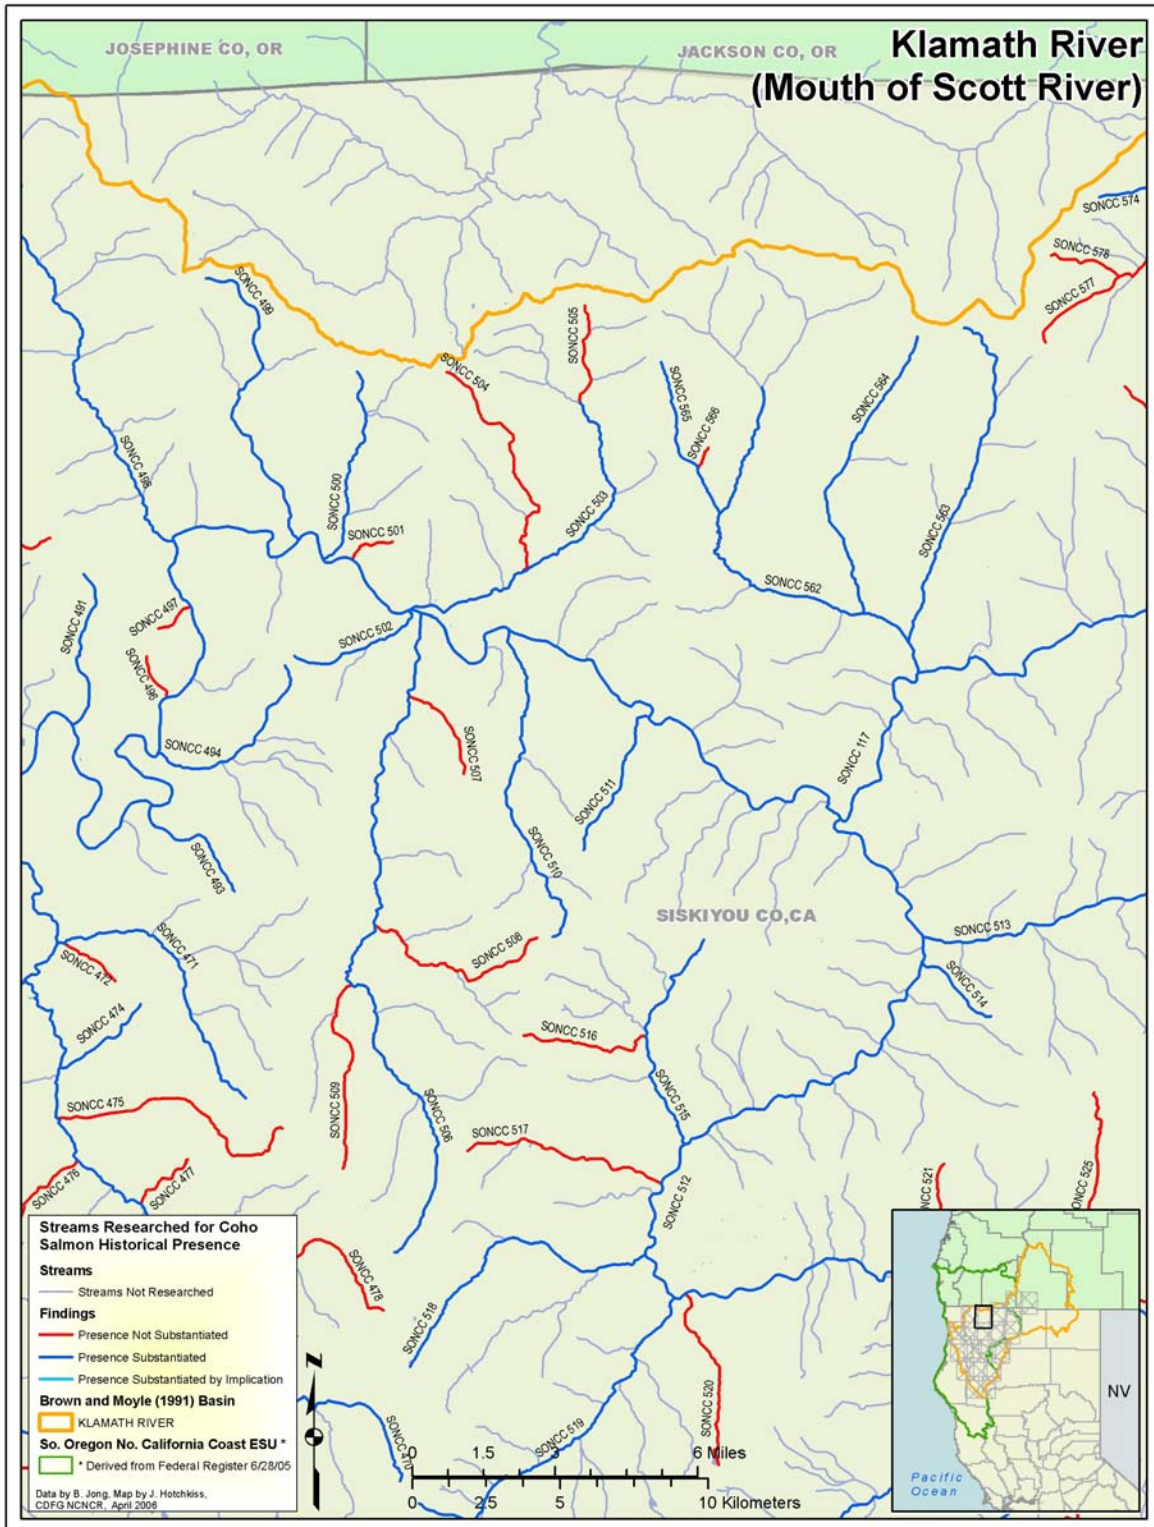 JOSEPHINE CO, OR
JACKSON CO, OR
Klamath River
(Mouth of Scott River)
SONCC 574
SONCC 578
SONCC 577
SONCC 499
SONCC 505
SONCC 504
SONCC 565
SONCC 566
SONCC 564
SONCC 498
SONCC 500
SONCC 503
SONCC 563
SONCC 501
SONCC 562
SONCC 491
SONCC 497
SONCC 502
SONCC 496
SONCC 494
SONCC 507
SONCC 117
SONCC 511
SONCC 493
SONCC 510
SISKIYOU CO,CA
SONCC 513
SONCC 471
SONCC 472
SONCC 508
SONCC 514
SONCC 474
SONCC 516
SONCC 475
SONCC 509
SONCC 506
SONCC 515
SONCC 517
SONCC 476
SONCC 477
SONCC 512
CC 521
CC 525
SONCC 478
SONCC 518
SONCC 520
SONCC 519
SONCC 470
Streams Researched for Coho
Salmon Historical Presence
Streams
Streams Not Researched
Findings
Presence Not Substantiated
Presence Substantiated
Presence Substantiated by Implication
Brown and Moyle (1991) Basin
KLAMATH RIVER
So. Oregon No. California Coast ESU *
* Derived from Federal Register 6/28/05
Data by B. Jong, Map by J. Hotchkiss,
CDFG NCNCR, April 2006
Z
0 1.5 3 6 Miles
0 2.5 5 10 Kilometers
NV
Pacific
Ocean